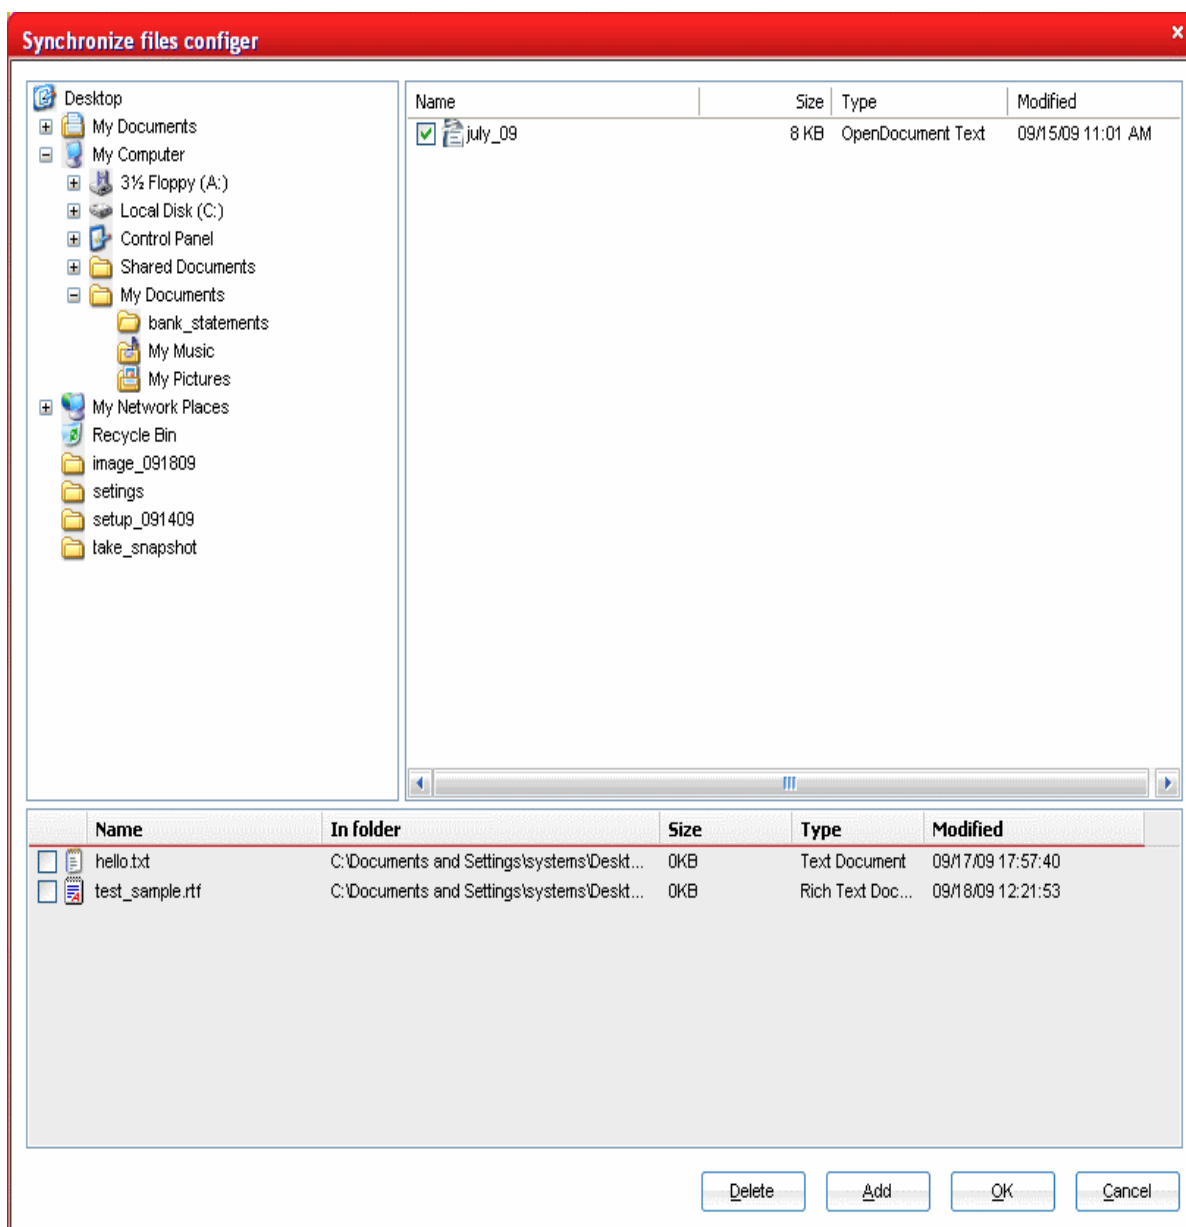 Synchronize files configer
Desktop
My Documents
My Computer
3½ Floppy (A:)
Local Disk (C:)
Control Panel
Shared Documents
My Documents
bank_statements
My Music
My Pictures
My Network Places
Recycle Bin
image_091809
setings
setup_091409
take_snapshot
Name Size Type Modified
july_09 8 KB OpenDocument Text 09/15/09 11:01 AM
Name In folder Size Type Modified
hello.txt C:\Documents and Settings\systems\Deskt... 0KB Text Document 09/17/09 17:57:40
test_sample.rtf C:\Documents and Settings\systems\Deskt... 0KB Rich Text Doc... 09/18/09 12:21:53
Delete Add OK Cancel